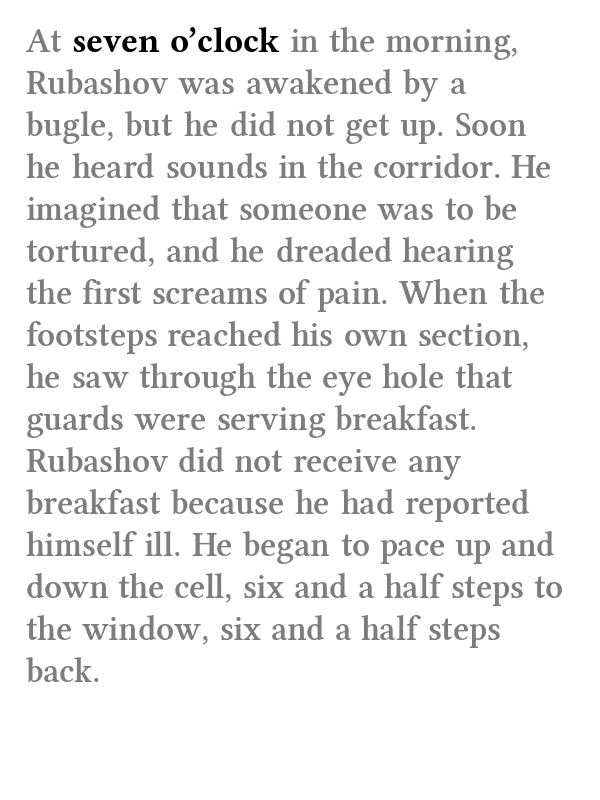 At seven o’clock in the morning,
Rubashov was awakened by a
bugle, but he did not get up. Soon
he heard sounds in the corridor. He
imagined that someone was to be
tortured, and he dreaded hearing
the first screams of pain. When the
footsteps reached his own section,
he saw through the eye hole that
guards were serving breakfast.
Rubashov did not receive any
breakfast because he had reported
himself ill. He began to pace up and
down the cell, six and a half steps to
the window, six and a half steps
back.